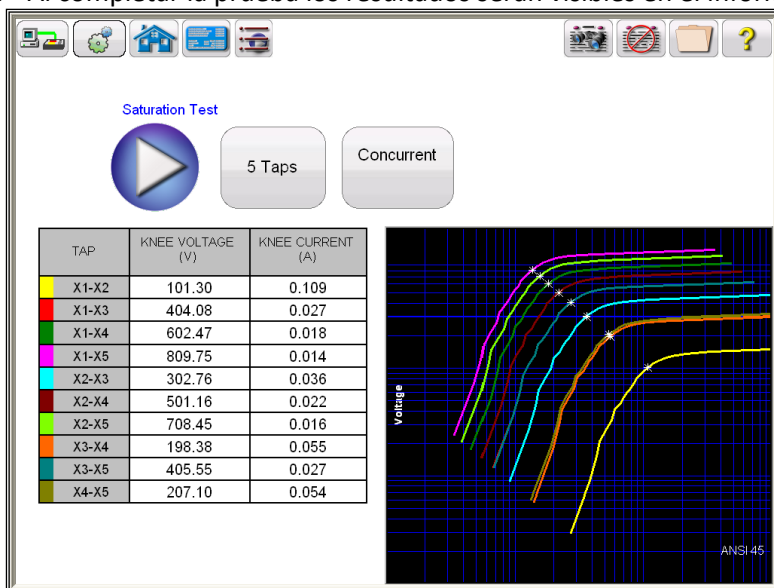 Saturation Test
5 Taps
Concurrent
TAP KNEE VOLTAGE (V) KNEE CURRENT (A)
X1-X2 101.30 0.109
X1-X3 404.08 0.027
X1-X4 602.47 0.018
X1-X5 809.75 0.014
X2-X3 302.76 0.036
X2-X4 501.16 0.022
X2-X5 708.45 0.016
X3-X4 198.38 0.055
X3-X5 405.55 0.027
X4-X5 207.10 0.054
Voltage
ANSI 45